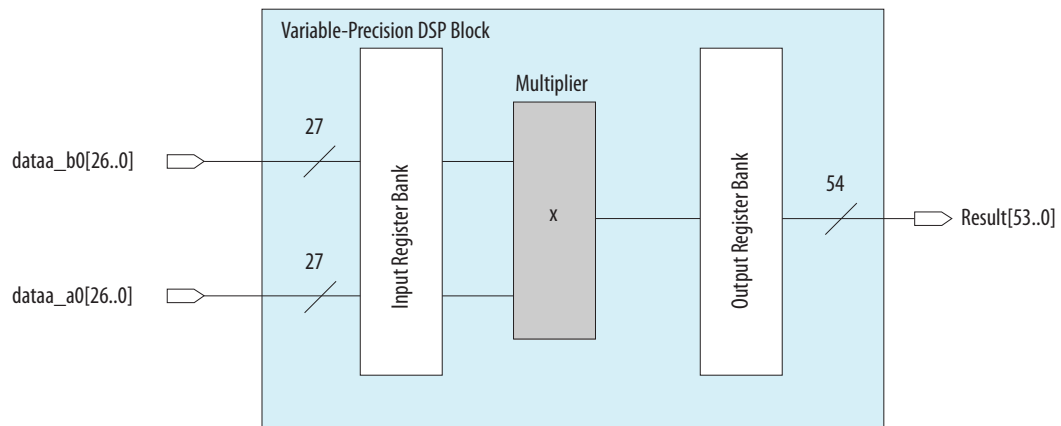 Variable-Precision DSP Block
Multiplier
27
dataa_b0[26..0]
Input Register Bank
x
Output Register Bank
54
Result[53..0]
27
dataa_a0[26..0]